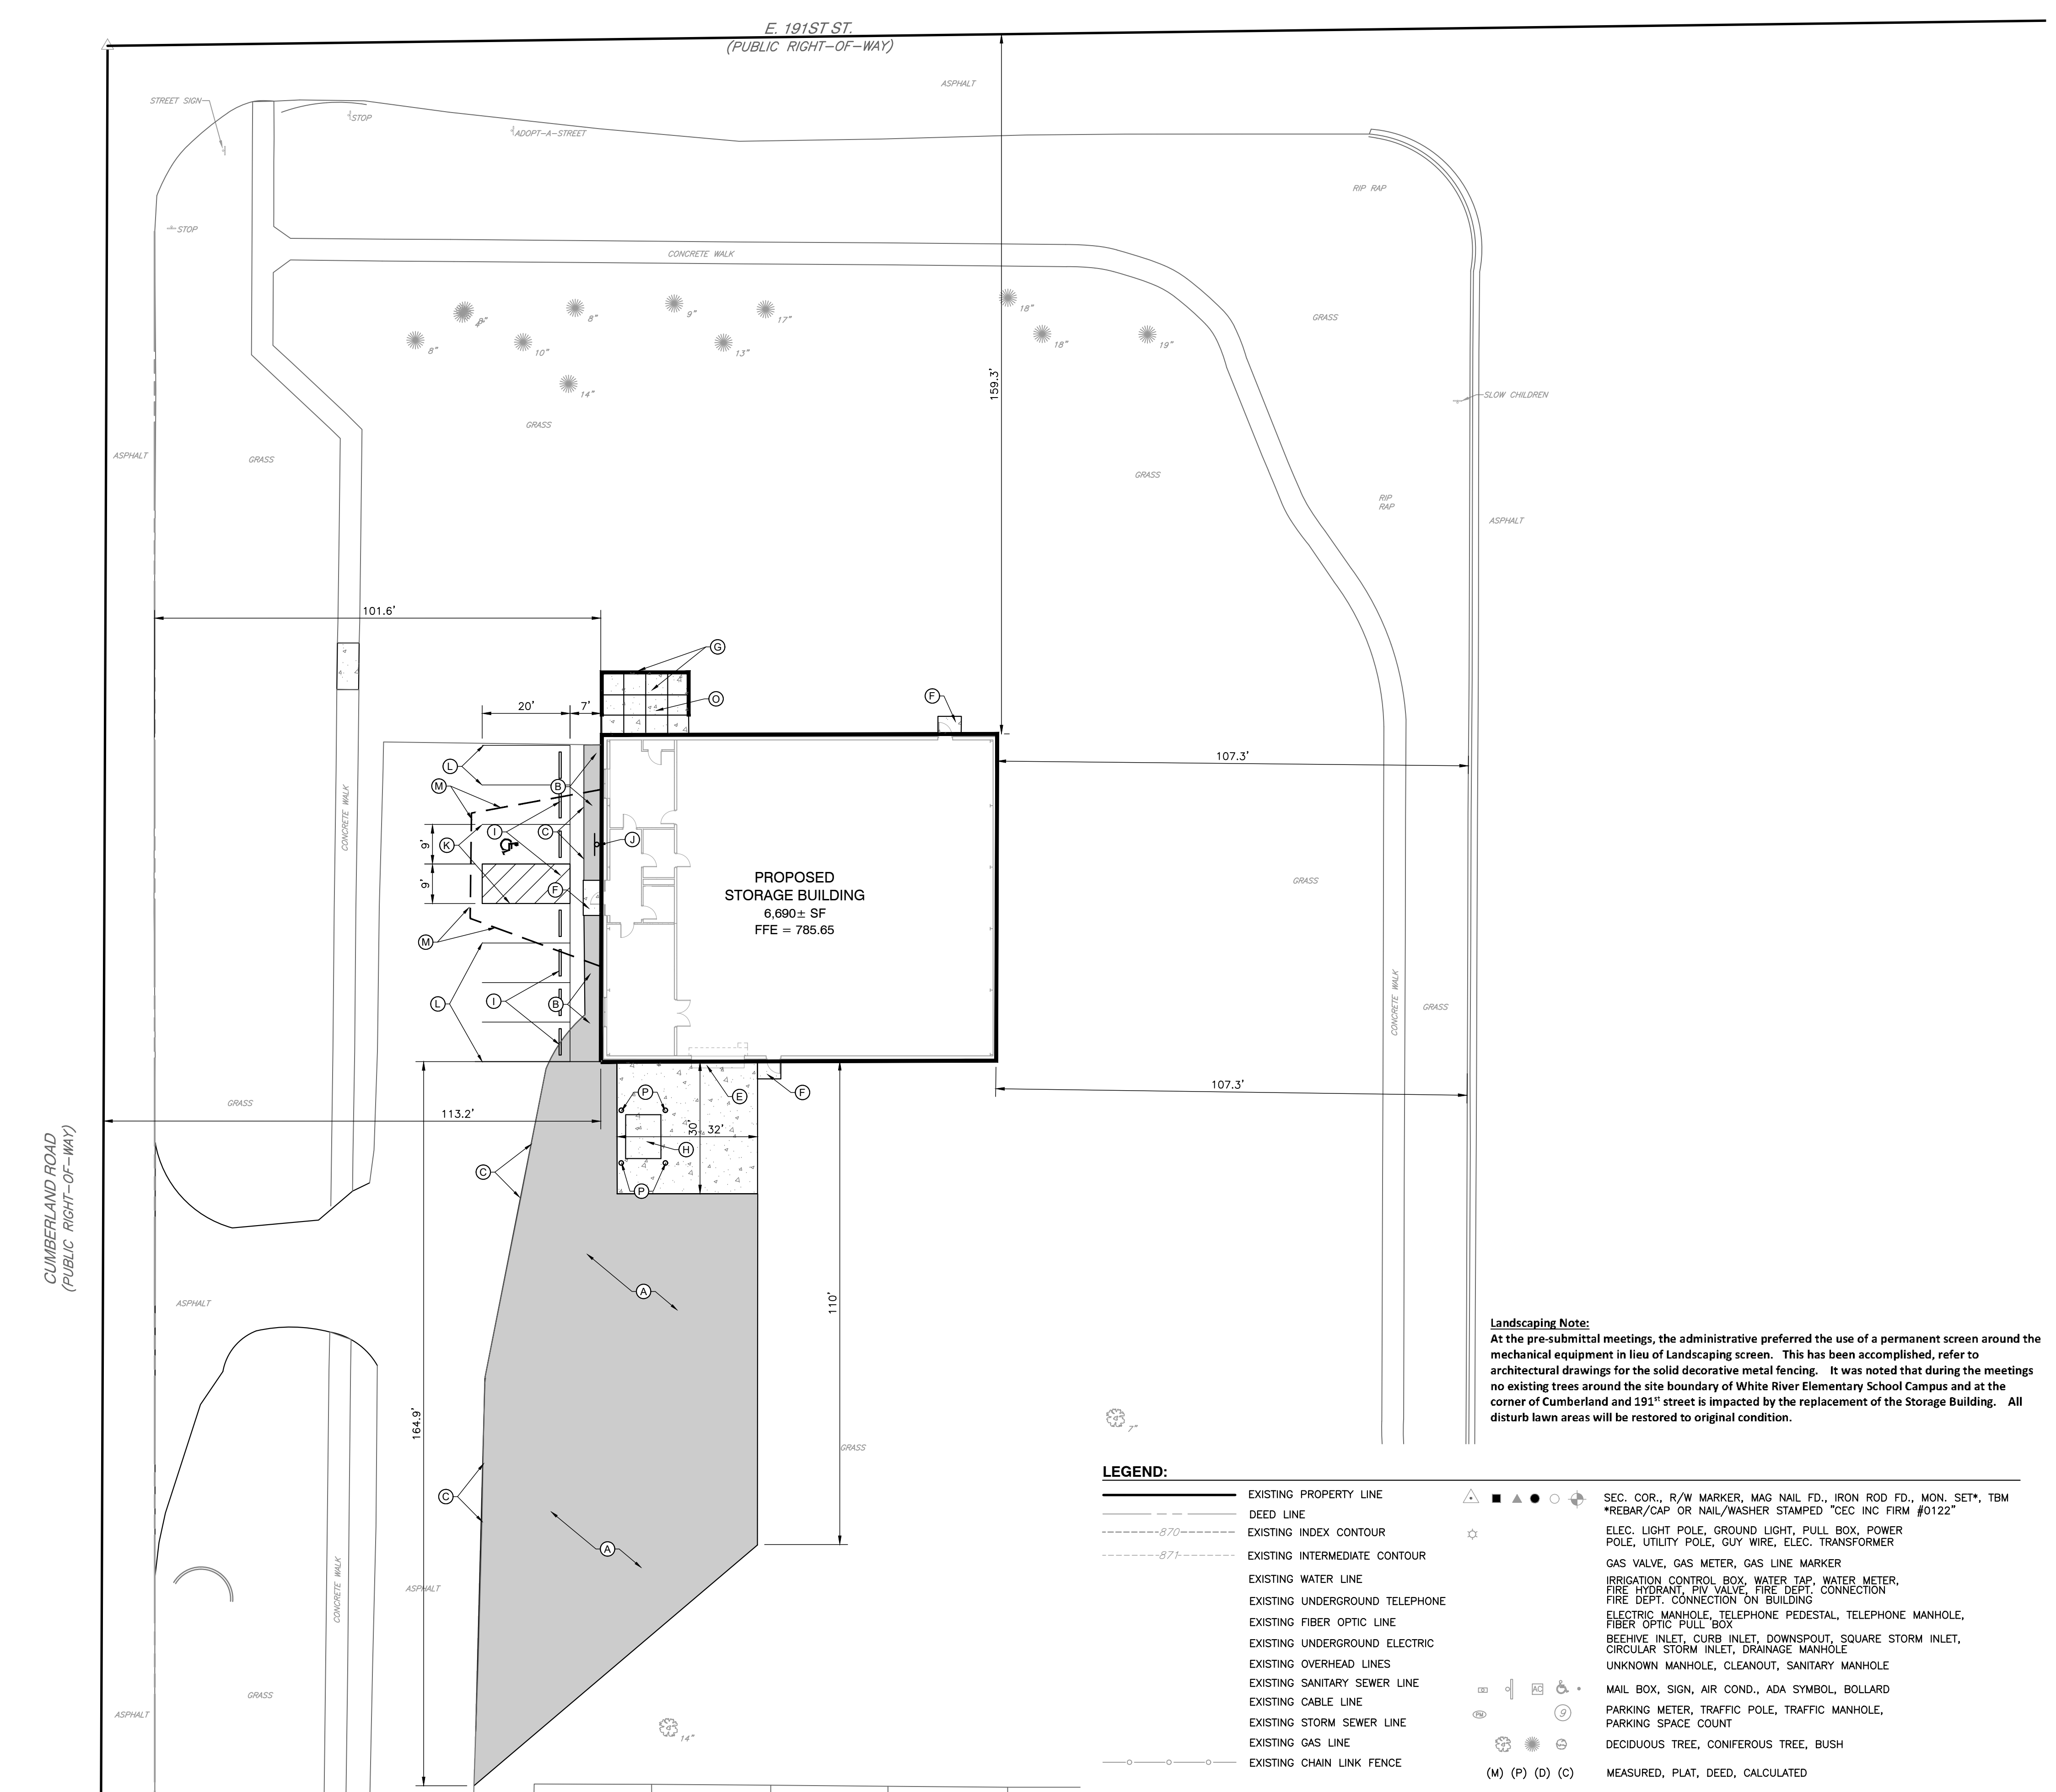 E. 191ST ST.
(PUBLIC RIGHT-OF-WAY)
ASPHALT
STREET SIGN
STOP
ADOPT-A-STREET
RIP RAP
STOP
CONCRETE WALK
8"
9"
17"
18"
GRASS
8"
10"
13"
18"
19"
14"
159.3'
SLOW CHILDREN
GRASS
ASPHALT
GRASS
GRASS
RIP
RAP
ASPHALT
101.6'
G
O
F
20'
7'
L
M
B
107.3'
CONCRETE WALK
I
C
J
K
9'
9'
F
PROPOSED
STORAGE BUILDING
6,690± SF
FFE = 785.65
GRASS
M
L
I
B
CONCRETE WALK
GRASS
107.3'
P
E
F
GRASS
113.2'
30'
32'
H
C
P
CUMBERLAND ROAD
(PUBLIC RIGHT-OF-WAY)
A
110'
ASPHALT
Landscaping Note:
At the pre-submittal meetings, the administrative preferred the use of a permanent screen around the
mechanical equipment in lieu of Landscaping screen. This has been accomplished, refer to
architectural drawings for the solid decorative metal fencing. It was noted that during the meetings
no existing trees around the site boundary of White River Elementary School Campus and at the
corner of Cumberland and 191st street is impacted by the replacement of the Storage Building. All
disturb lawn areas will be restored to original condition.
164.9'
7"
GRASS
C
A
ASPHALT
CONCRETE WALK
GRASS
ASPHALT
14"
LEGEND:
EXISTING PROPERTY LINE
DEED LINE
870
EXISTING INDEX CONTOUR
871
EXISTING INTERMEDIATE CONTOUR
EXISTING WATER LINE
EXISTING UNDERGROUND TELEPHONE
EXISTING FIBER OPTIC LINE
EXISTING UNDERGROUND ELECTRIC
EXISTING OVERHEAD LINES
EXISTING SANITARY SEWER LINE
EXISTING CABLE LINE
EXISTING STORM SEWER LINE
EXISTING GAS LINE
EXISTING CHAIN LINK FENCE
SEC. COR., R/W MARKER, MAG NAIL FD., IRON ROD FD., MON. SET*, TBM
*REBAR/CAP OR NAIL/WASHER STAMPED "CEC INC FIRM #0122"
ELEC. LIGHT POLE, GROUND LIGHT, PULL BOX, POWER
POLE, UTILITY POLE, GUY WIRE, ELEC. TRANSFORMER
GAS VALVE, GAS METER, GAS LINE MARKER
IRRIGATION CONTROL BOX, WATER TAP, WATER METER,
FIRE HYDRANT, PIV VALVE, FIRE DEPT. CONNECTION
FIRE DEPT. CONNECTION ON BUILDING
ELECTRIC MANHOLE, TELEPHONE PEDESTAL, TELEPHONE MANHOLE,
FIBER OPTIC PULL BOX
BEEHIVE INLET, CURB INLET, DOWNSPOUT, SQUARE STORM INLET,
CIRCULAR STORM INLET, DRAINAGE MANHOLE
UNKNOWN MANHOLE, CLEANOUT, SANITARY MANHOLE
AC
MAIL BOX, SIGN, AIR COND., ADA SYMBOL, BOLLARD
PM
9
PARKING METER, TRAFFIC POLE, TRAFFIC MANHOLE,
PARKING SPACE COUNT
DECIDUOUS TREE, CONIFEROUS TREE, BUSH
(M) (P) (D) (C)
MEASURED, PLAT, DEED, CALCULATED